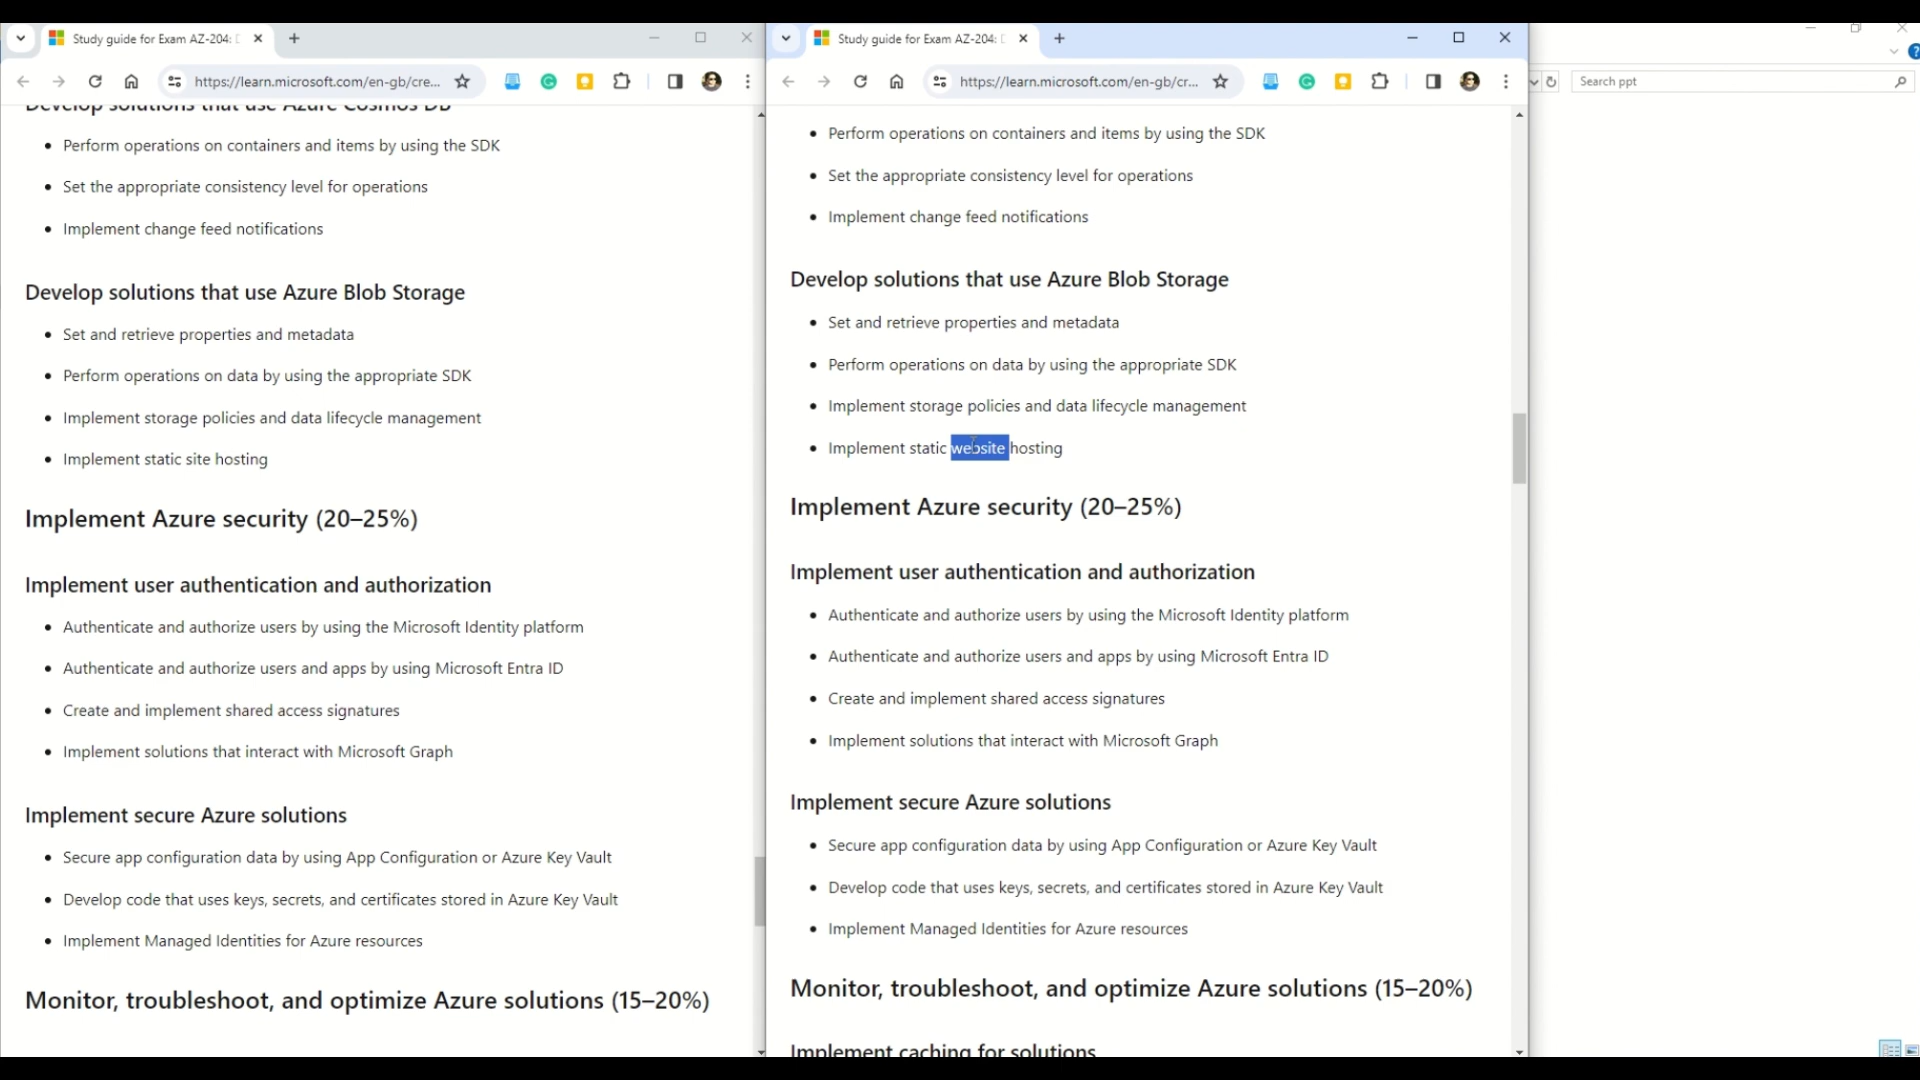 Study guide for Exam AZ-204: D
https://learn.microsoft.com/en-gb/cre...
Develop solutions that use Azure Cosmos DB
• Perform operations on containers and items by using the SDK
• Set the appropriate consistency level for operations
• Implement change feed notifications
Develop solutions that use Azure Blob Storage
• Set and retrieve properties and metadata
• Perform operations on data by using the appropriate SDK
• Implement storage policies and data lifecycle management
• Implement static site hosting
Implement Azure security (20–25%)
Implement user authentication and authorization
• Authenticate and authorize users by using the Microsoft Identity platform
• Authenticate and authorize users and apps by using Microsoft Entra ID
• Create and implement shared access signatures
• Implement solutions that interact with Microsoft Graph
Implement secure Azure solutions
• Secure app configuration data by using App Configuration or Azure Key Vault
• Develop code that uses keys, secrets, and certificates stored in Azure Key Vault
• Implement Managed Identities for Azure resources
Monitor, troubleshoot, and optimize Azure solutions (15–20%)
Study guide for Exam AZ-204: D
https://learn.microsoft.com/en-gb/cr...
• Perform operations on containers and items by using the SDK
• Set the appropriate consistency level for operations
• Implement change feed notifications
Develop solutions that use Azure Blob Storage
• Set and retrieve properties and metadata
• Perform operations on data by using the appropriate SDK
• Implement storage policies and data lifecycle management
• Implement static website hosting
Implement Azure security (20–25%)
Implement user authentication and authorization
• Authenticate and authorize users by using the Microsoft Identity platform
• Authenticate and authorize users and apps by using Microsoft Entra ID
• Create and implement shared access signatures
• Implement solutions that interact with Microsoft Graph
Implement secure Azure solutions
• Secure app configuration data by using App Configuration or Azure Key Vault
• Develop code that uses keys, secrets, and certificates stored in Azure Key Vault
• Implement Managed Identities for Azure resources
Monitor, troubleshoot, and optimize Azure solutions (15–20%)
Implement caching for solutions
Search ppt